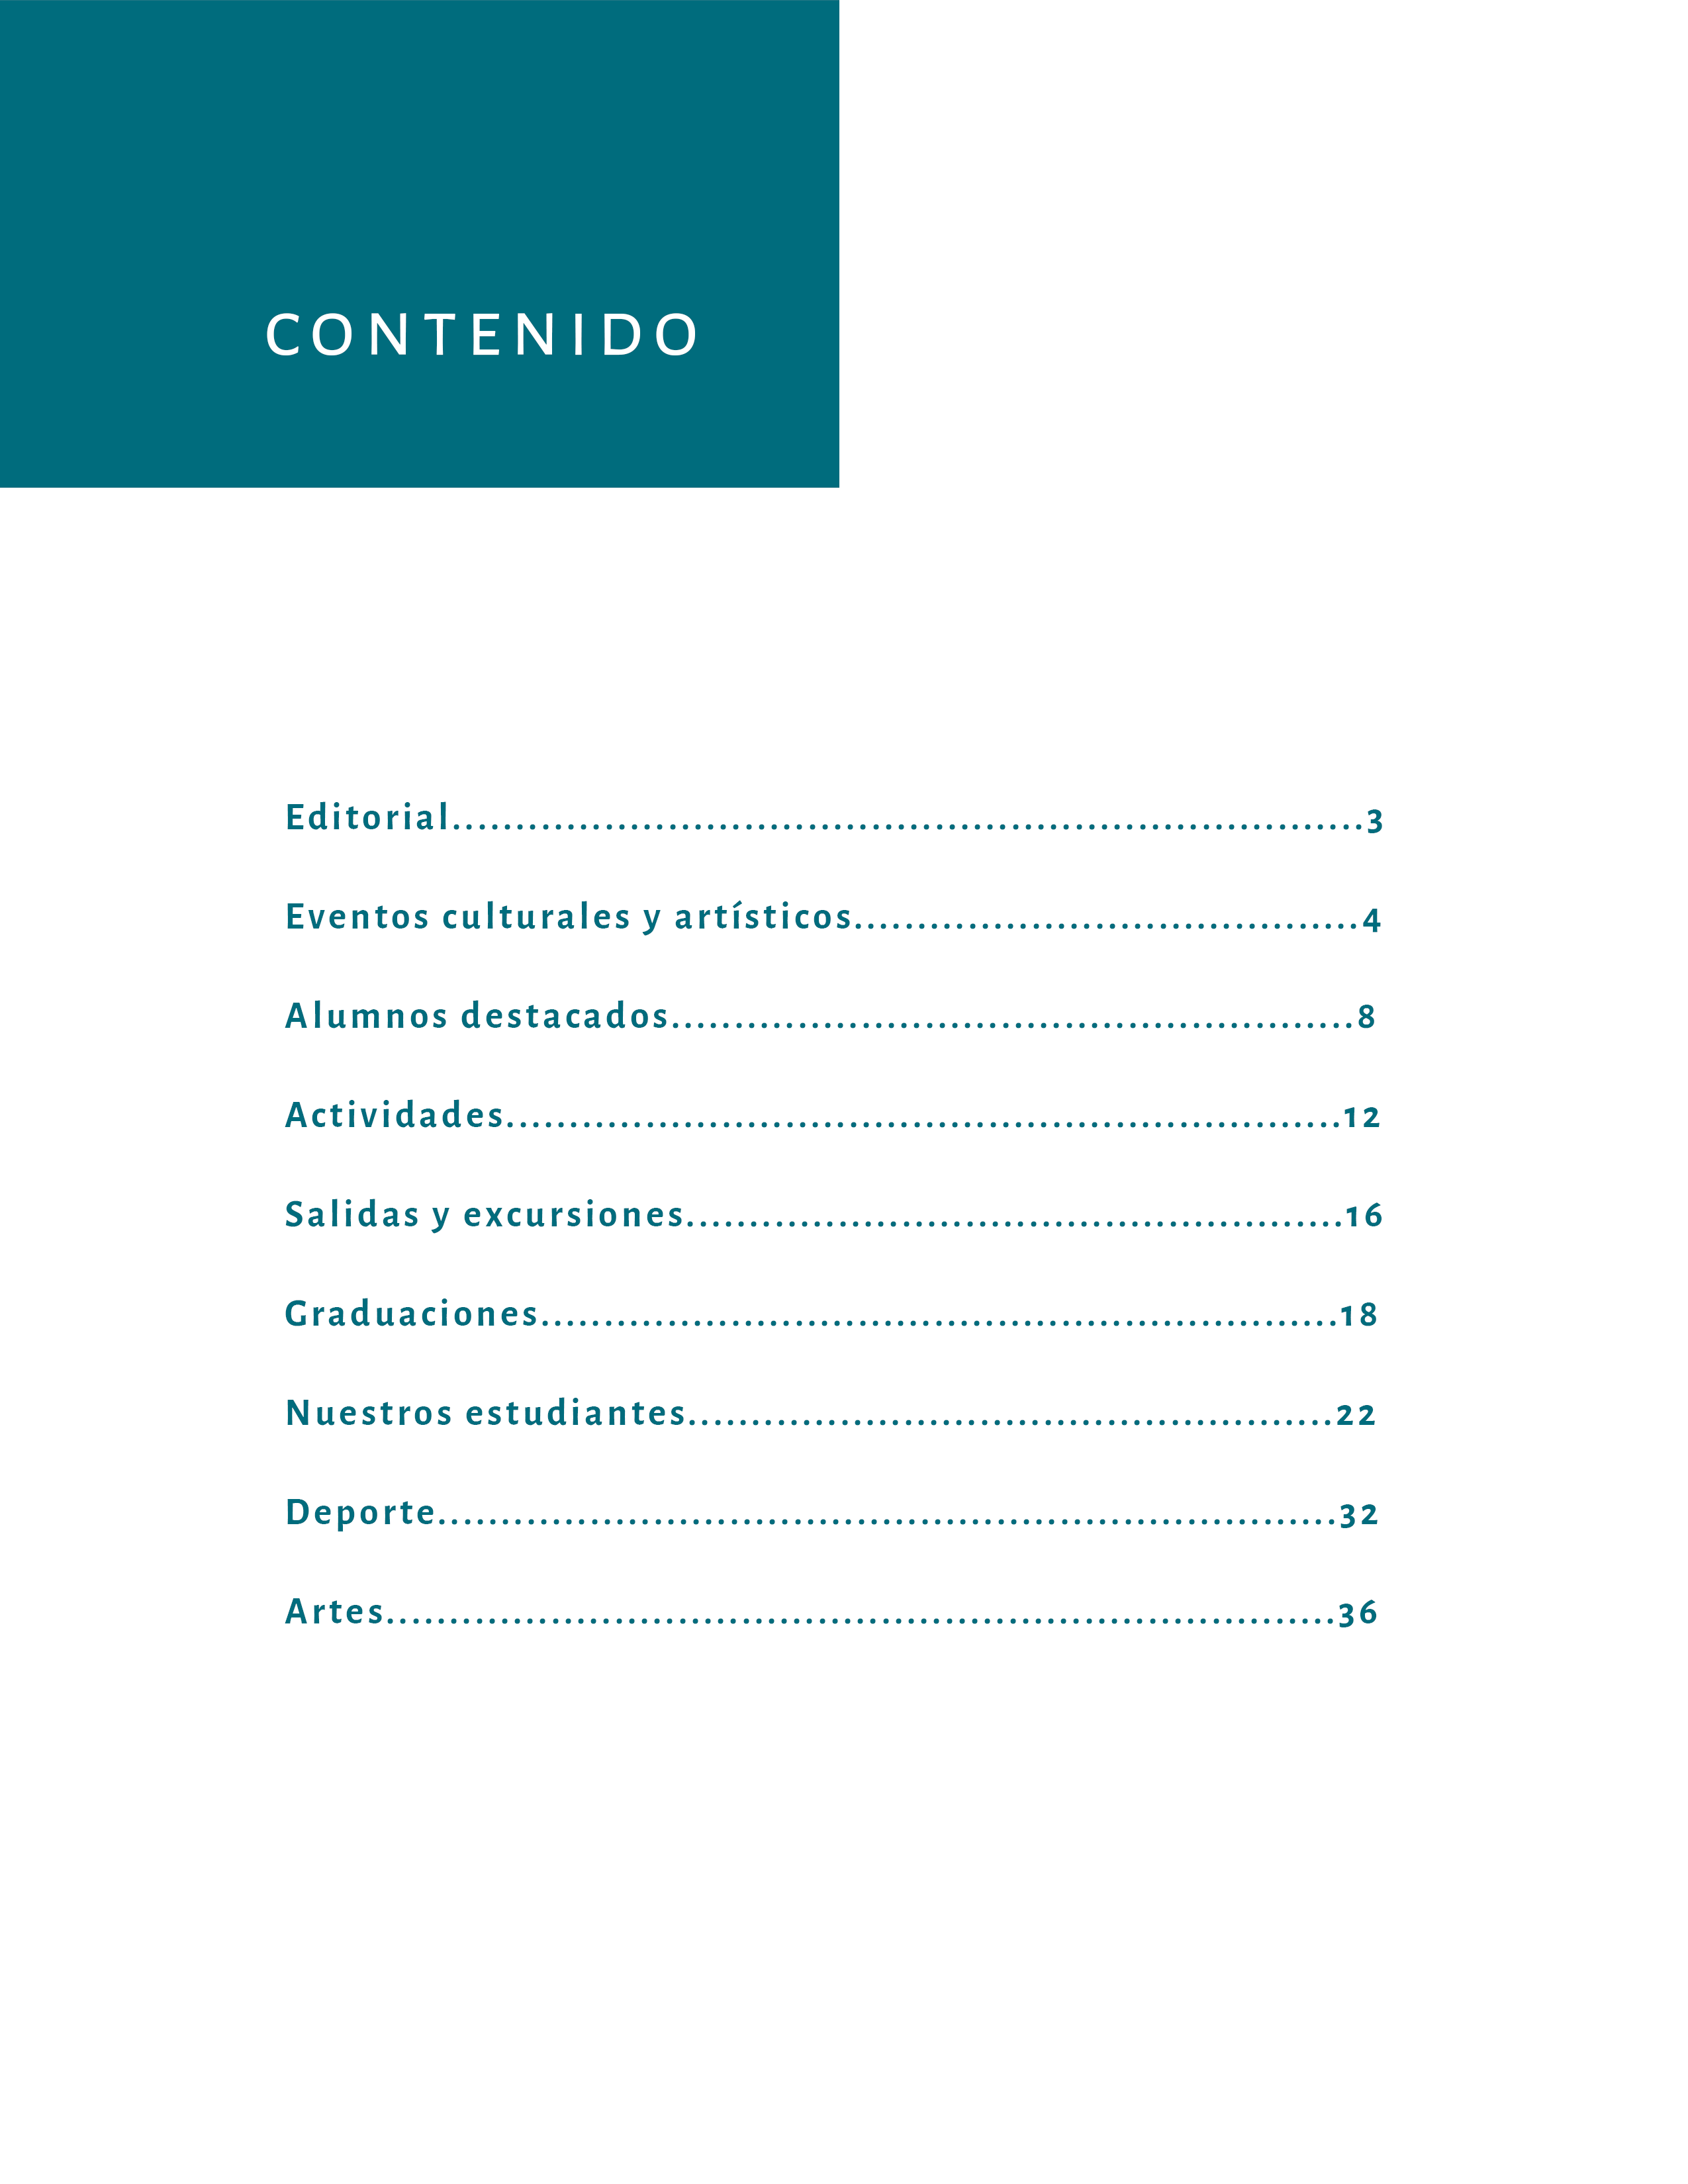 CONTENIDO
Editorial........................................................................3
Eventos culturales y artísticos........................................4
Alumnos destacados......................................................8
Actividades..................................................................12
Salidas y excursiones....................................................16
Graduaciones...............................................................18
Nuestros estudiantes...................................................22
Deporte.......................................................................32
Artes...........................................................................36